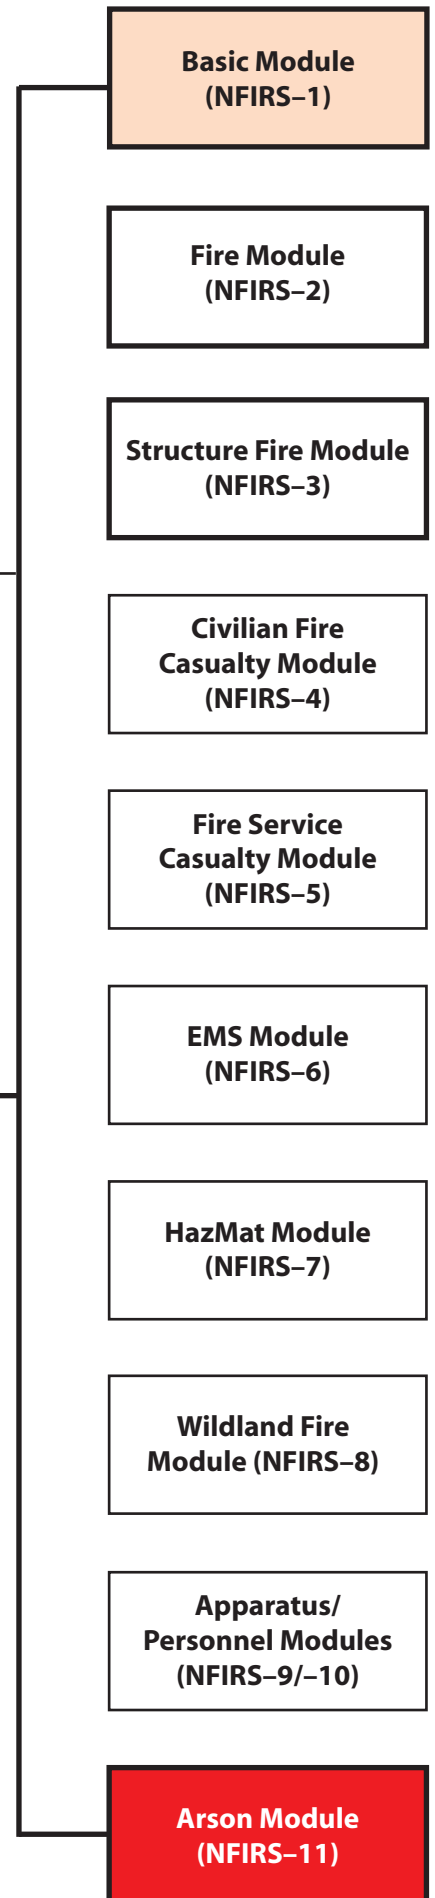 Basic Module
(NFIRS–1)
Fire Module
(NFIRS–2)
Structure Fire Module
(NFIRS–3)
Civilian Fire
Casualty Module
(NFIRS–4)
Fire Service
Casualty Module
(NFIRS–5)
EMS Module
(NFIRS–6)
HazMat Module
(NFIRS–7)
Wildland Fire
Module (NFIRS–8)
Apparatus/
Personnel Modules
(NFIRS–9/–10)
Arson Module
(NFIRS–11)